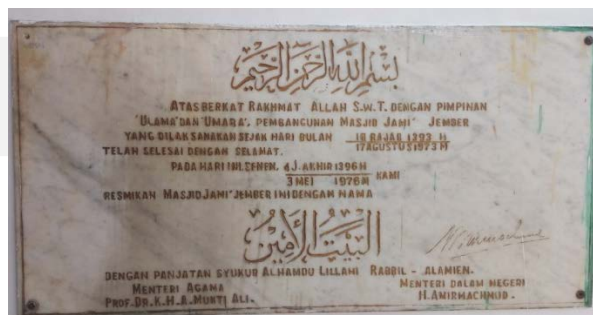 بسم الله الرحمن الرحيم
ATAS BERKAT RAKHMAT ALLAH S.W.T. DENGAN PIMPINAN
'ULAMA' DAN 'UMARA', PEMBANGUNAN MASJID JAMI' JEMBER
YANG DILAKSANAKAN SEJAK HARI BULAN 18 RAJAB 1393 H
17 AGUSTUS 1973 M
TELAH SELESAI DENGAN SELAMAT.
PADA HARI INI, SENEN, 4 J. AKHIR 1396 H
3 MEI 1976 M KAMI
RESMIKAN MASJID JAMI' JEMBER INI DENGAN NAMA
البيت الأمين
DENGAN PANJATAN SYUKUR ALHAMDU LILLAHI RABBIL - ALAMIEN.
MENTERI AGAMA MENTERI DALAM NEGERI
PROF. DR. K.H.A. MUKTI ALI. H. AMIRMACHMUD.